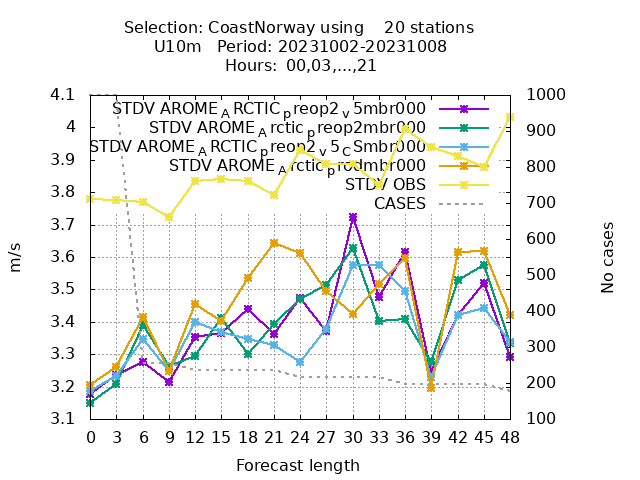 Selection: CoastNorway using 20 stations
U10m Period: 20231002-20231008
Hours: 00,03,...,21
4.1
4
3.9
3.8
3.7
3.6
3.5
3.4
3.3
3.2
3.1
m/s
STDV AROME_ARCTIC_preop2_v5mbr000
STDV AROME_Arctic_preop2mbr000
STDV AROME_ARCTIC_preop2_v5_CSmbr000
STDV AROME_Arctic_prodmbr000
STDV OBS
CASES
1000
900
800
700
600
500
400
300
200
100
No cases
0 3 6 9 12 15 18 21 24 27 30 33 36 39 42 45 48
Forecast length